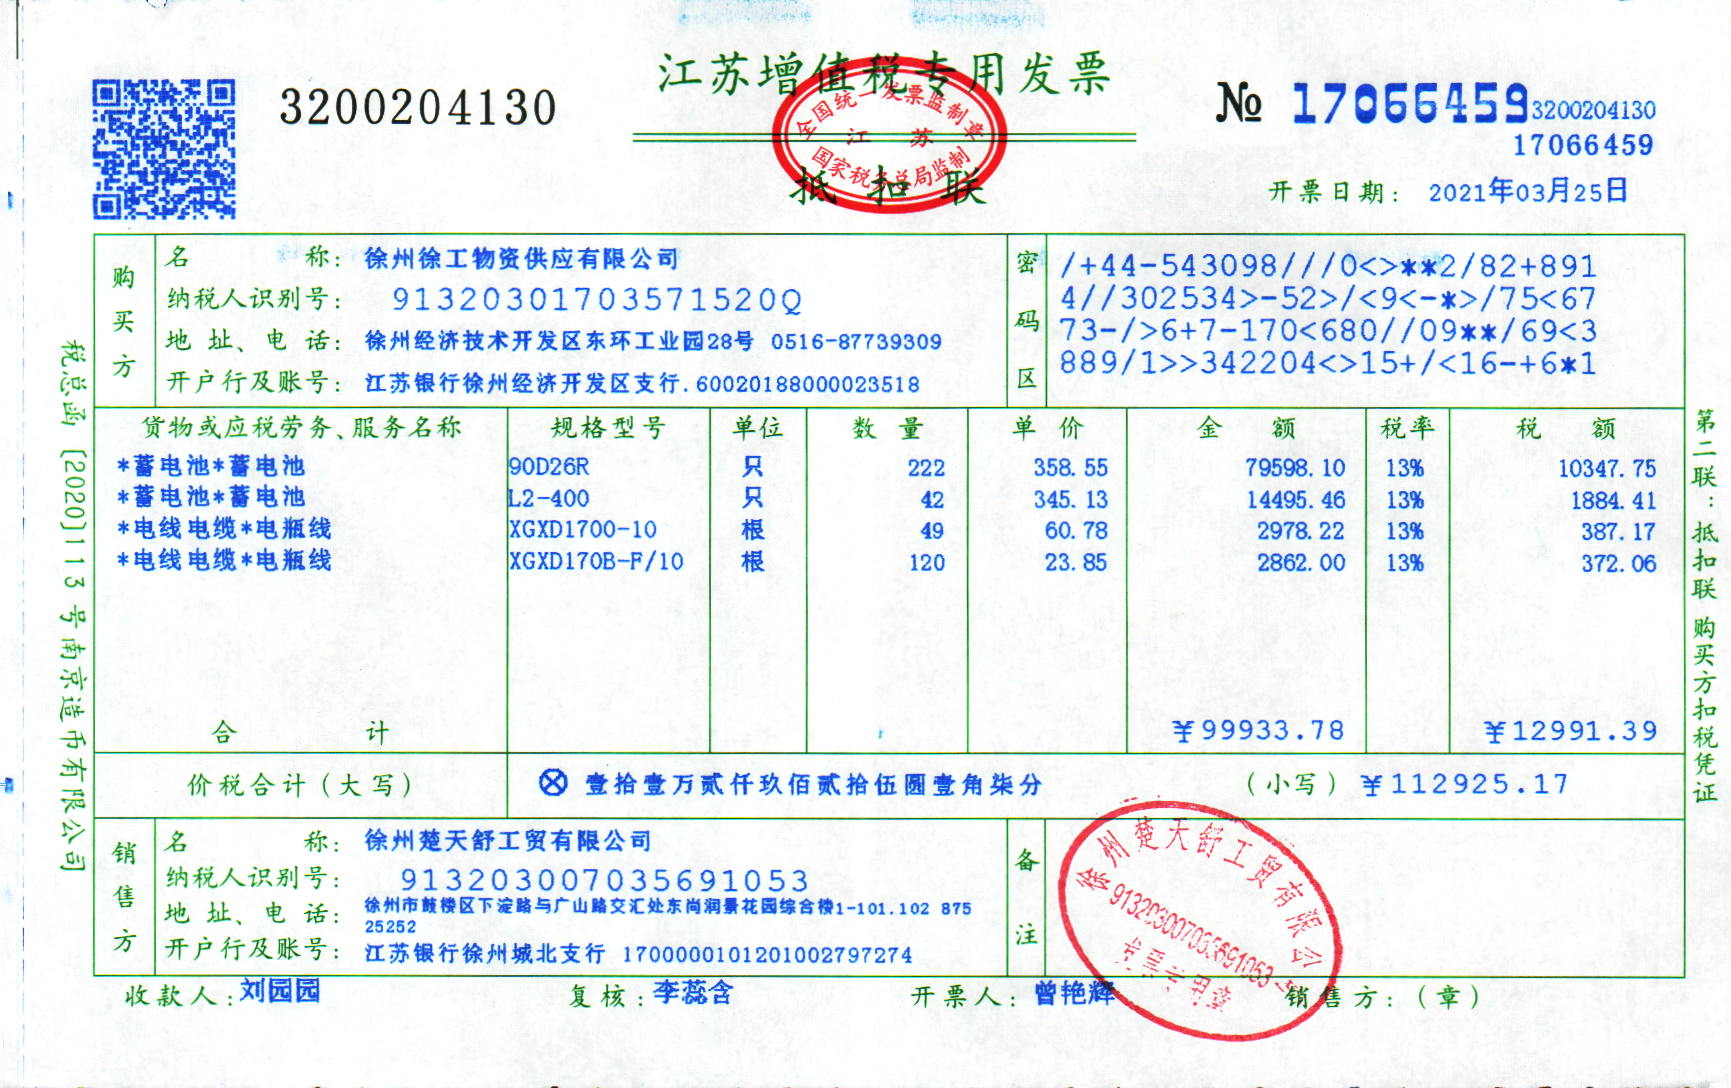 江苏增值税专用发票
3200204130
№ 17066459
3200204130
17066459
全国统一发票监制章
江苏
国家税务总局监制
抵扣联
开票日期： 2021年03月25日
购买方
名称：徐州徐工物资供应有限公司
纳税人识别号：91320301703571520Q
地址、电话：徐州经济技术开发区东环工业园28号 0516-87739309
开户行及账号：江苏银行徐州经济开发区支行.60020188000023518
密码区
/+44-543098///0<>**2/82+891
4//302534>-52>/<9<-*>/75<67
73-/>6+7-170<680//09**/69<3
889/1>>342204<>15+/<16-+6*1
货物或应税劳务、服务名称 规格型号 单位 数量 单价 金额 税率 税额
*蓄电池*蓄电池 90D26R 只 222 358.55 79598.10 13% 10347.75
*蓄电池*蓄电池 L2-400 只 42 345.13 14495.46 13% 1884.41
*电线电缆*电瓶线 XGXD1700-10 根 49 60.78 2978.22 13% 387.17
*电线电缆*电瓶线 XGXD170B-F/10 根 120 23.85 2862.00 13% 372.06
合计 ￥99933.78 ￥12991.39
价税合计（大写） ⊗ 壹拾壹万贰仟玖佰贰拾伍圆壹角柒分 （小写）￥112925.17
销售方
名称：徐州楚天舒工贸有限公司
纳税人识别号：913203007035691053
地址、电话：徐州市鼓楼区下淀路与广山路交汇处东尚润景花园综合楼1-101.102 875
25252
开户行及账号：江苏银行徐州城北支行 1700000101201002797274
备注
徐州楚天舒工贸有限公
913203007035691053
发票专用章
收款人：刘园园 复核：李蕊含 开票人：曾艳辉 销售方：（章）
税总函〔2020〕113号南京造币有限公司
第二联：抵扣联 购买方扣税凭证